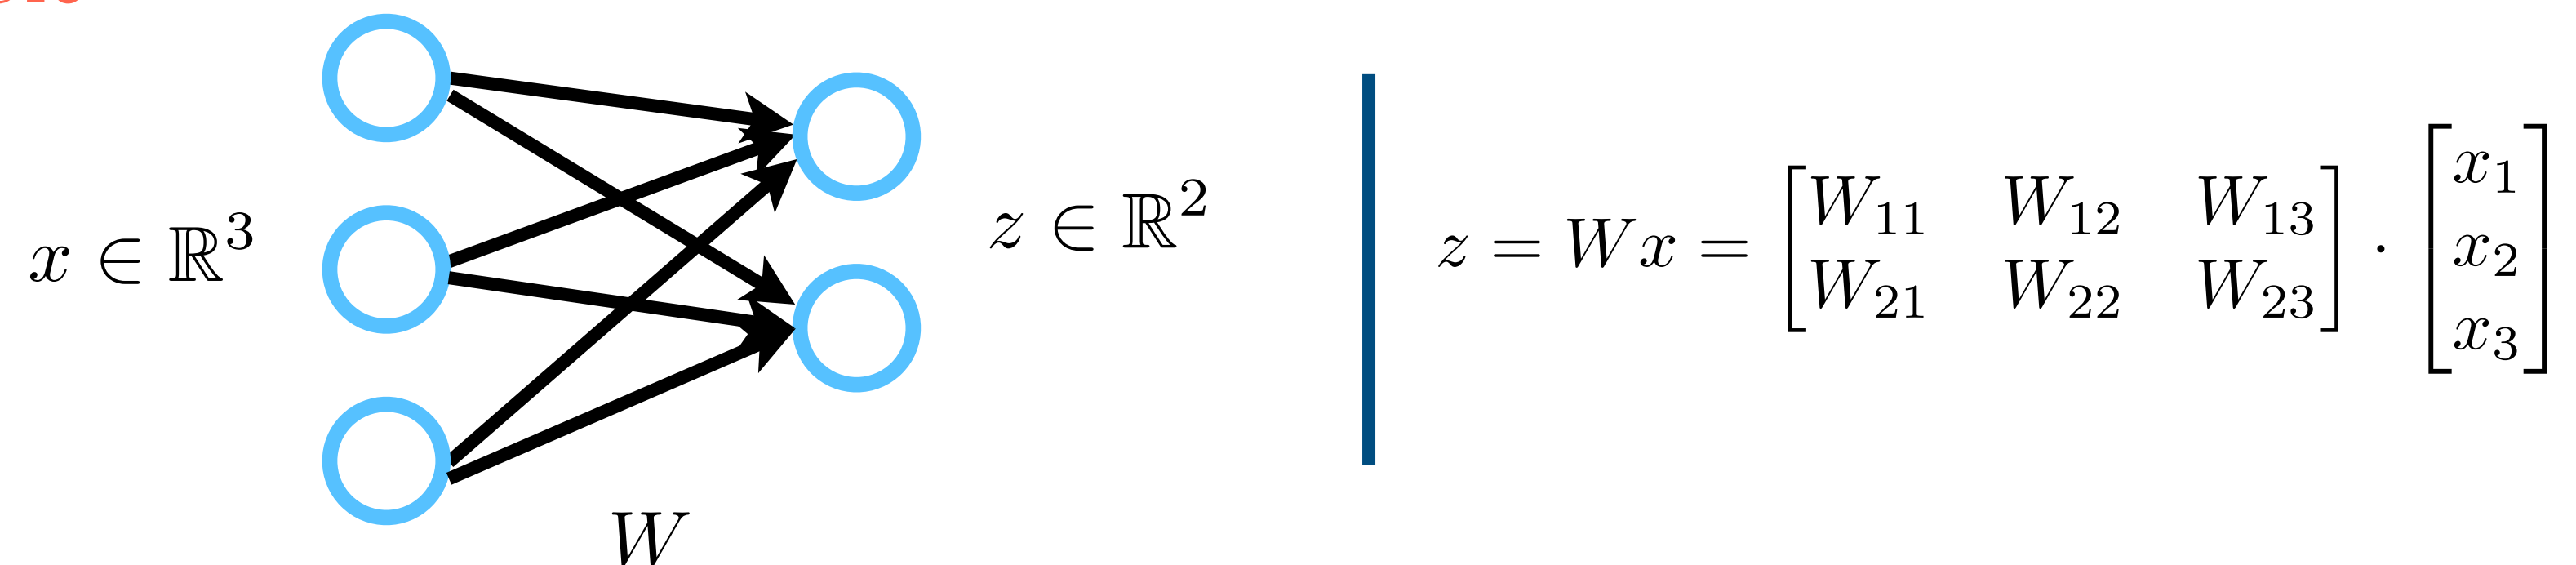 x ∈ ℝ³
z ∈ ℝ²
W
z = Wx = [W₁₁ W₁₂ W₁₃; W₂₁ W₂₂ W₂₃] · [x₁; x₂; x₃]